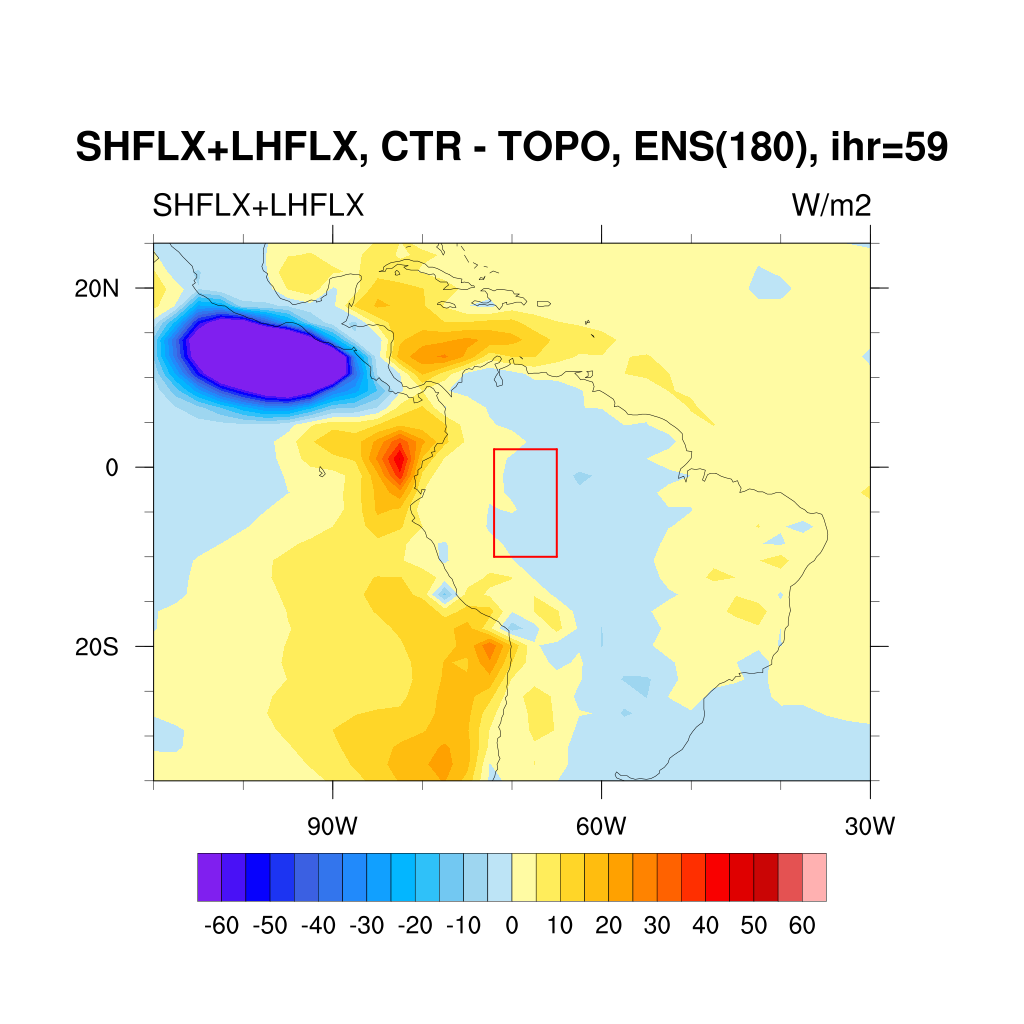 SHFLX+LHFLX, CTR - TOPO, ENS(180), ihr=59
SHFLX+LHFLX W/m2
20N
0
20S
90W 60W 30W
-60 -50 -40 -30 -20 -10 0 10 20 30 40 50 60